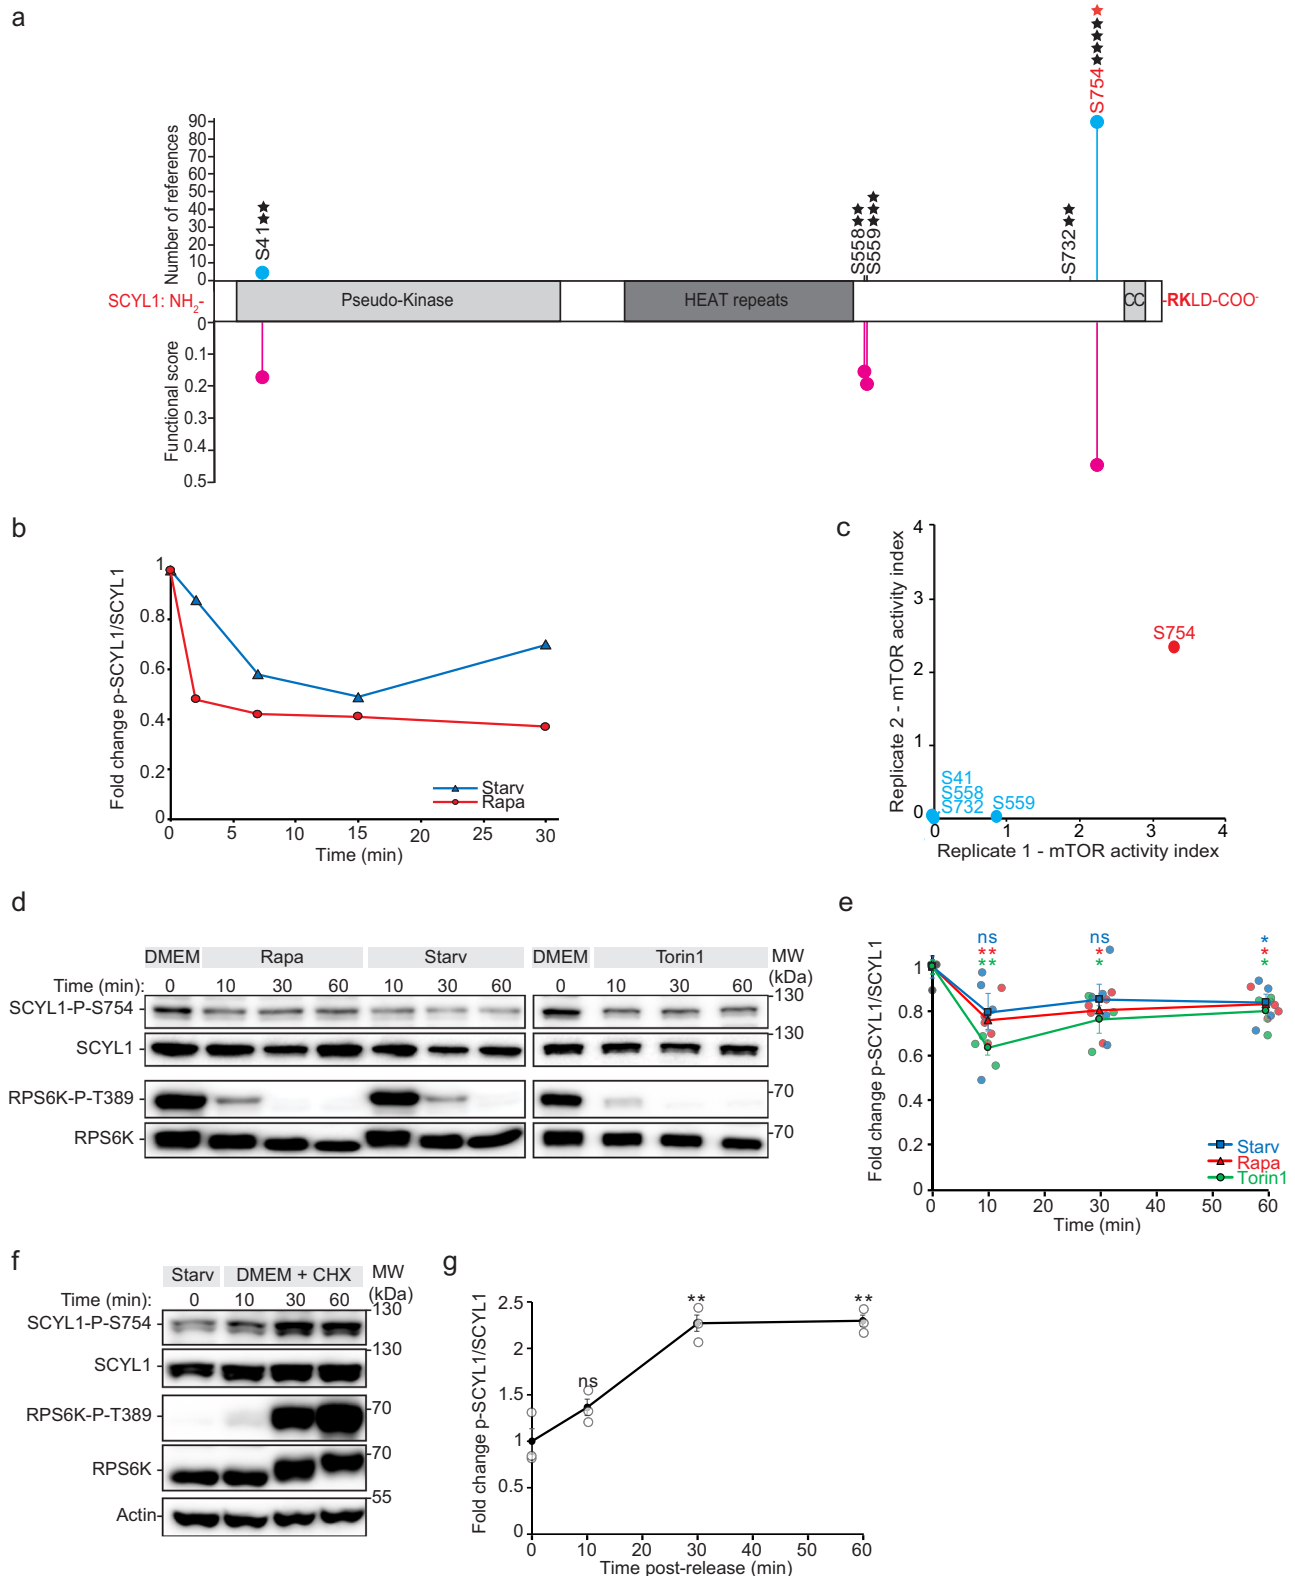 a
Number of references
90
80
70
60
50
40
30
20
10
0
S41★★
S558★★
S559★★★
S732★★
S754★★★★★
SCYL1: NH2-
Pseudo-Kinase
HEAT repeats
CC
-RKLD-COO-
Functional score
0
0.1
0.2
0.3
0.4
0.5
b
Fold change p-SCYL1/SCYL1
1
0.8
0.6
0.4
0.2
0
0 5 10 15 20 25 30
Time (min)
Starv
Rapa
c
Replicate 2 - mTOR activity index
4
3
2
1
0
S754
S41
S558
S732
S559
0 1 2 3 4
Replicate 1 - mTOR activity index
d
DMEM Rapa Starv DMEM Torin1 MW
(kDa)
Time (min): 0 10 30 60 10 30 60 0 10 30 60
SCYL1-P-S754 -130
SCYL1 - -130
RPS6K-P-T389 -70
RPS6K - -70
e
Fold change p-SCYL1/SCYL1
ns ns *
** * *
** * *
1
0.8
0.6
0.4
0.2
0
Starv
Rapa
Torin1
0 10 20 30 40 50 60
Time (min)
f
Starv DMEM + CHX MW
(kDa)
Time (min): 0 10 30 60
SCYL1-P-S754- 130
SCYL1 - 130
RPS6K-P-T389 - 70
RPS6K - 70
55
Actin-
g
Fold change p-SCYL1/SCYL1
2.5
2
1.5
1
0.5
0
ns ** **
0 10 20 30 40 50 60
Time post-release (min)